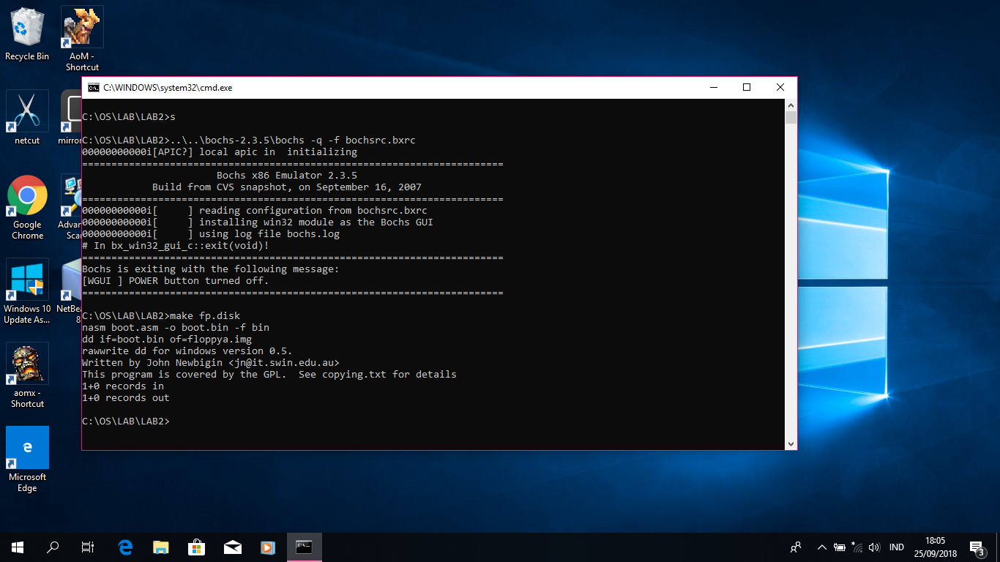 Recycle Bin
AoM -
Shortcut
netcut
mirror
Google
Chrome
Advan
Scan
Windows 10
Update As...
NetBea
8
aomx -
Shortcut
Microsoft
Edge
C:\WINDOWS\system32\cmd.exe
C:\OS\LAB\LAB2>s
C:\OS\LAB\LAB2>..\..\bochs-2.3.5\bochs -q -f bochsrc.bxrc
00000000000i[APIC?] local apic in  initializing
========================================================================
                       Bochs x86 Emulator 2.3.5
            Build from CVS snapshot, on September 16, 2007
========================================================================
00000000000i[     ] reading configuration from bochsrc.bxrc
00000000000i[     ] installing win32 module as the Bochs GUI
00000000000i[     ] using log file bochs.log
# In bx_win32_gui_c::exit(void)!
========================================================================
Bochs is exiting with the following message:
[WGUI ] POWER button turned off.
========================================================================
C:\OS\LAB\LAB2>make fp.disk
nasm boot.asm -o boot.bin -f bin
dd if=boot.bin of=floppya.img
rawwrite dd for windows version 0.5.
Written by John Newbigin <jn@it.swin.edu.au>
This program is covered by the GPL.  See copying.txt for details
1+0 records in
1+0 records out
C:\OS\LAB\LAB2>
IND
18:05
25/09/2018
3